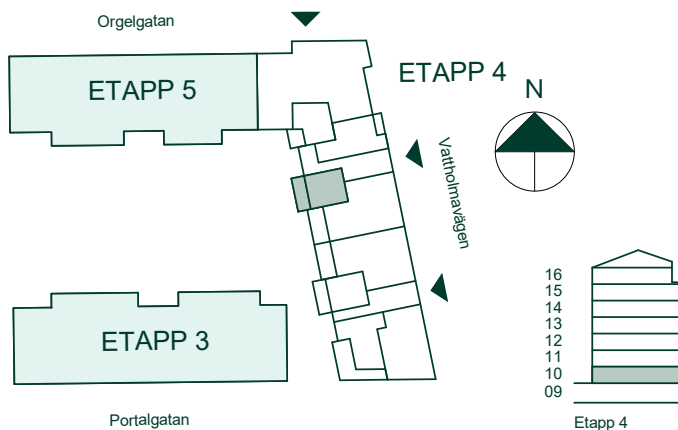 Orgelgatan
ETAPP 5
ETAPP 4
N
Vattholmavägen
ETAPP 3
Portalgatan
16
15
14
13
12
11
10
09
Etapp 4